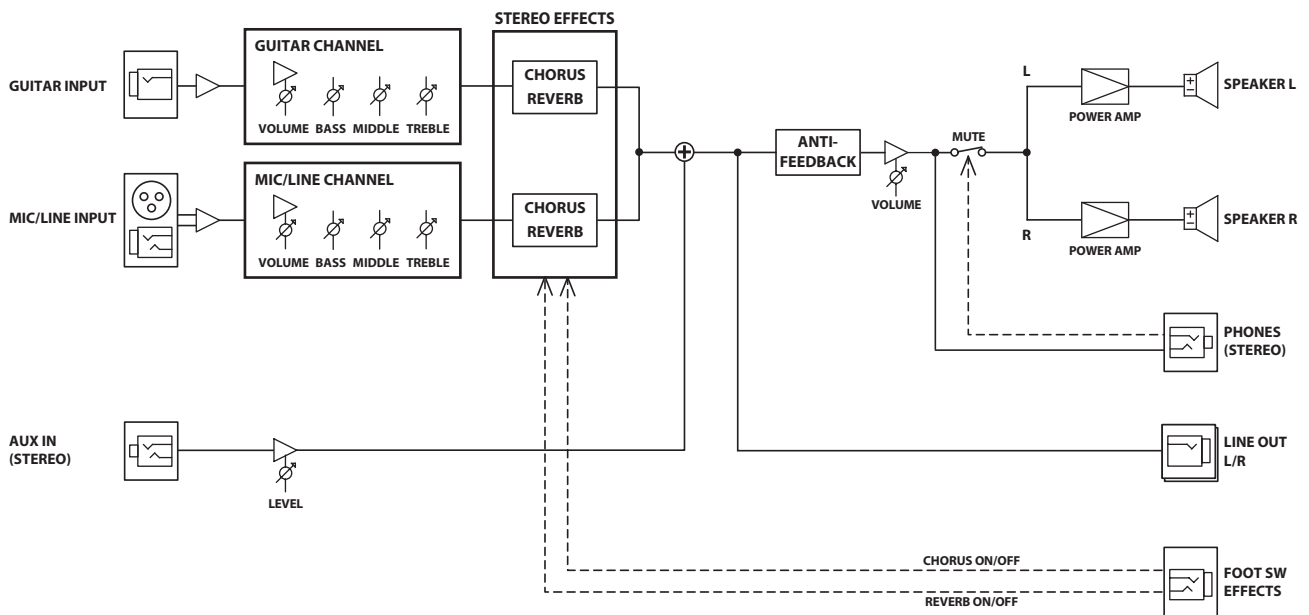 STEREO EFFECTS
GUITAR INPUT
GUITAR CHANNEL
VOLUME BASS MIDDLE TREBLE
CHORUS
REVERB
MIC/LINE INPUT
MIC/LINE CHANNEL
VOLUME BASS MIDDLE TREBLE
CHORUS
REVERB
ANTI-
FEEDBACK
VOLUME
MUTE
L
POWER AMP
SPEAKER L
R
POWER AMP
SPEAKER R
PHONES
(STEREO)
AUX IN
(STEREO)
LEVEL
LINE OUT
L/R
CHORUS ON/OFF
REVERB ON/OFF
FOOT SW
EFFECTS